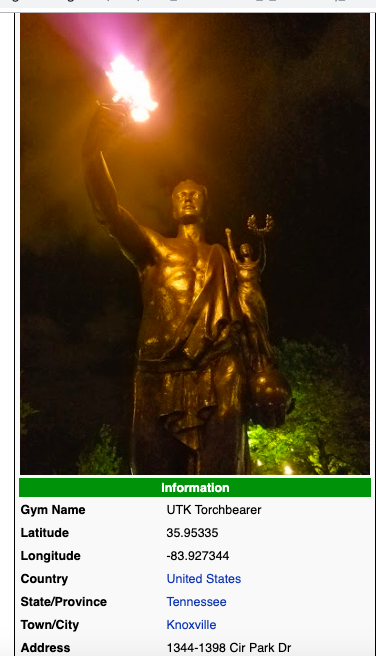 Information
Gym Name UTK Torchbearer
Latitude 35.95335
Longitude -83.927344
Country United States
State/Province Tennessee
Town/City Knoxville
Address 1344-1398 Cir Park Dr